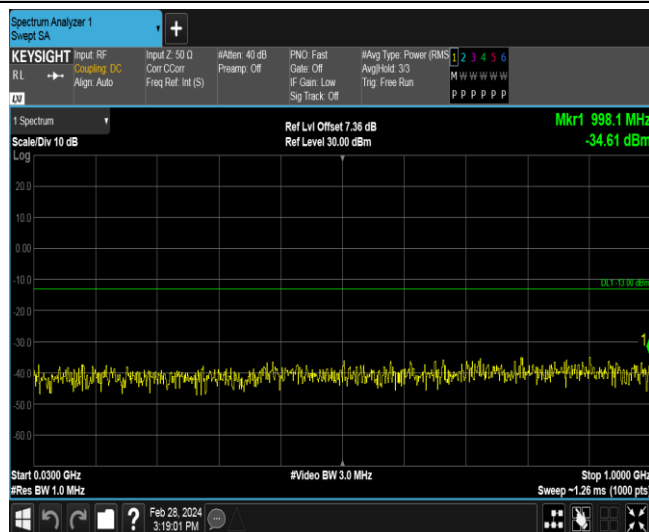 Spectrum Analyzer 1
Swept SA
+
KEYSIGHT Input: RF Input Z: 50 Ω #Atten: 40 dB PNO: Fast #Avg Type: Power (RMS 1 2 3 4 5 6
RL Coupling: DC Corr CCorr Preamp: Off Gate: Off Avg|Hold: 3/3 M W W W W W
Align: Auto Freq Ref: Int (S) IF Gain: Low Trig: Free Run
Sig Track: Off P P P P P P
LXI
1 Spectrum Ref Lvl Offset 7.36 dB Mkr1 998.1 MHz
Scale/Div 10 dB Ref Level 30.00 dBm -34.61 dBm
Log
20.0
10.0
0.00
-10.0
DL1 -13.00 dBm
-20.0
-30.0
1
-40.0
-50.0
-60.0
Start 0.0300 GHz #Video BW 3.0 MHz Stop 1.0000 GHz
#Res BW 1.0 MHz Sweep ~1.26 ms (1000 pts)
? Feb 28, 2024
3:19:01 PM